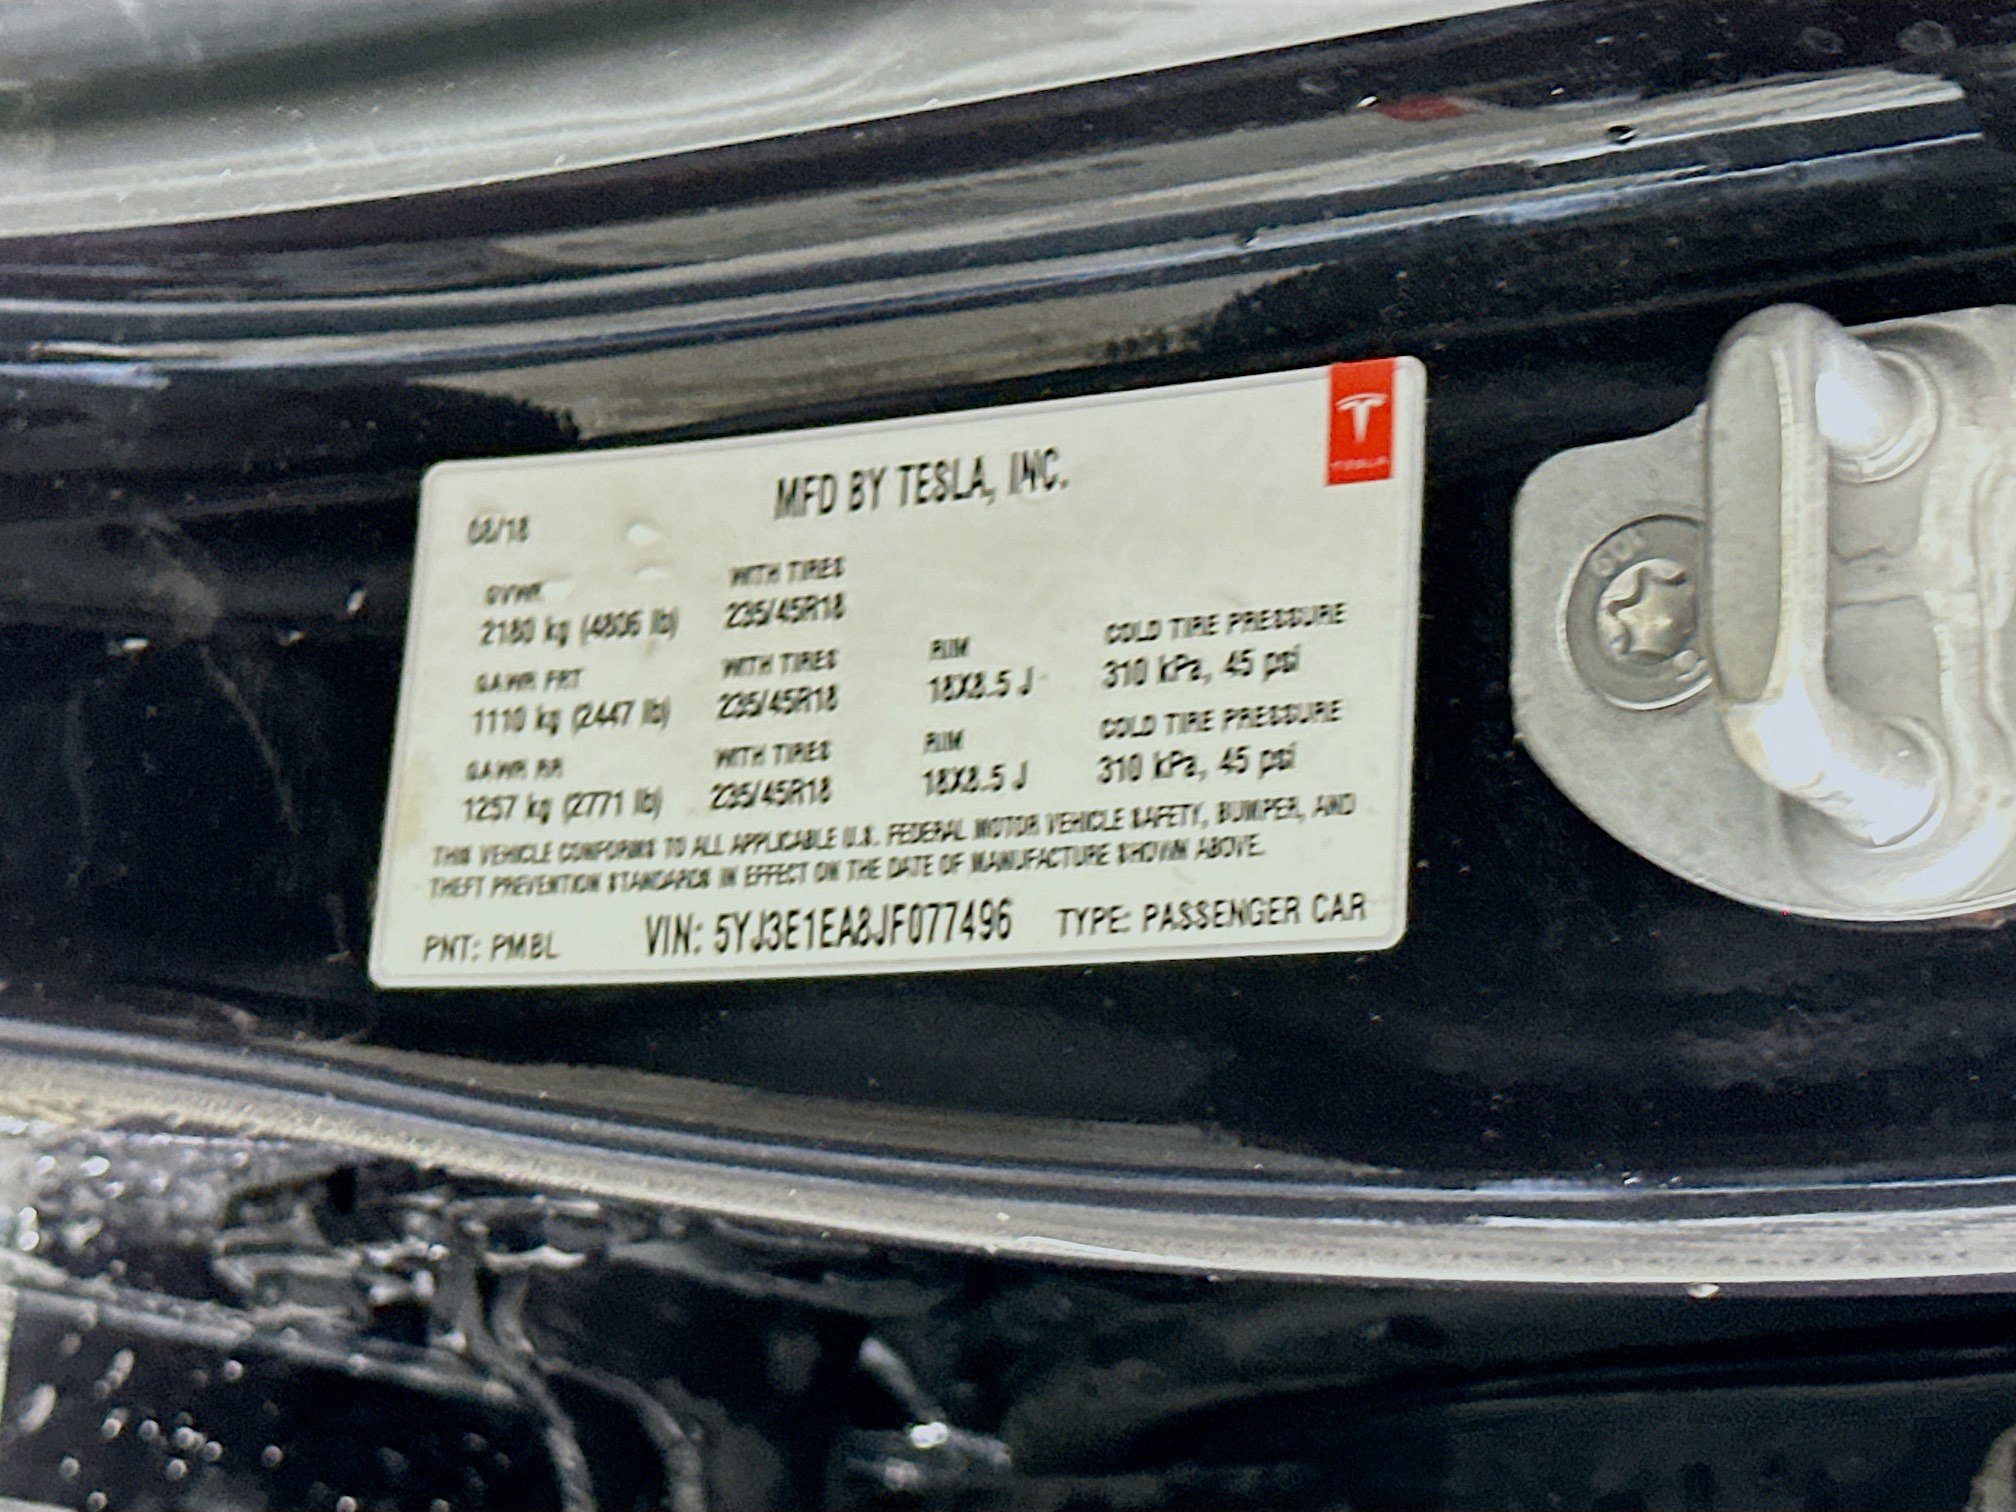 MFD BY TESLA, INC.
TESLA
08/18
GVWR WITH TIRES
2180 kg (4806 lb) 235/45R18
GAWR FRT WITH TIRES RIM COLD TIRE PRESSURE
1110 kg (2447 lb) 235/45R18 18X8.5 J 310 kPa, 45 psi
GAWR RR WITH TIRES RIM COLD TIRE PRESSURE
1257 kg (2771 lb) 235/45R18 18X8.5 J 310 kPa, 45 psi
THIS VEHICLE CONFORMS TO ALL APPLICABLE U.S. FEDERAL MOTOR VEHICLE SAFETY, BUMPER, AND
THEFT PREVENTION STANDARDS IN EFFECT ON THE DATE OF MANUFACTURE SHOWN ABOVE.
PNT: PMBL VIN: 5YJ3E1EA8JF077496 TYPE: PASSENGER CAR